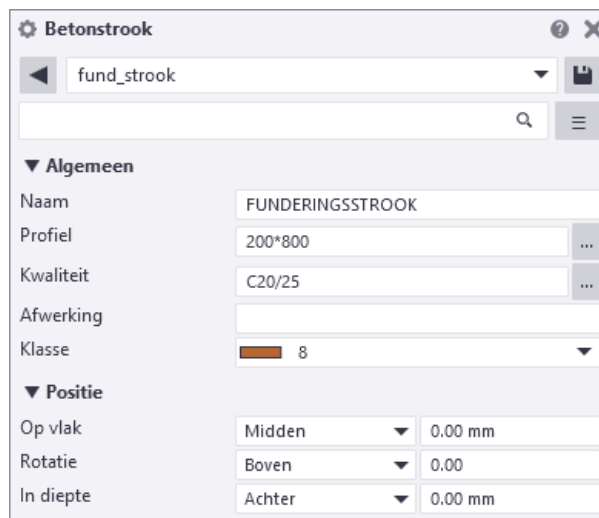 Betonstrook
fund_strook
Algemeen
Naam FUNDERINGSSTROOK
Profiel 200*800 ...
Kwaliteit C20/25 ...
Afwerking
Klasse 8
Positie
Op vlak Midden 0.00 mm
Rotatie Boven 0.00
In diepte Achter 0.00 mm